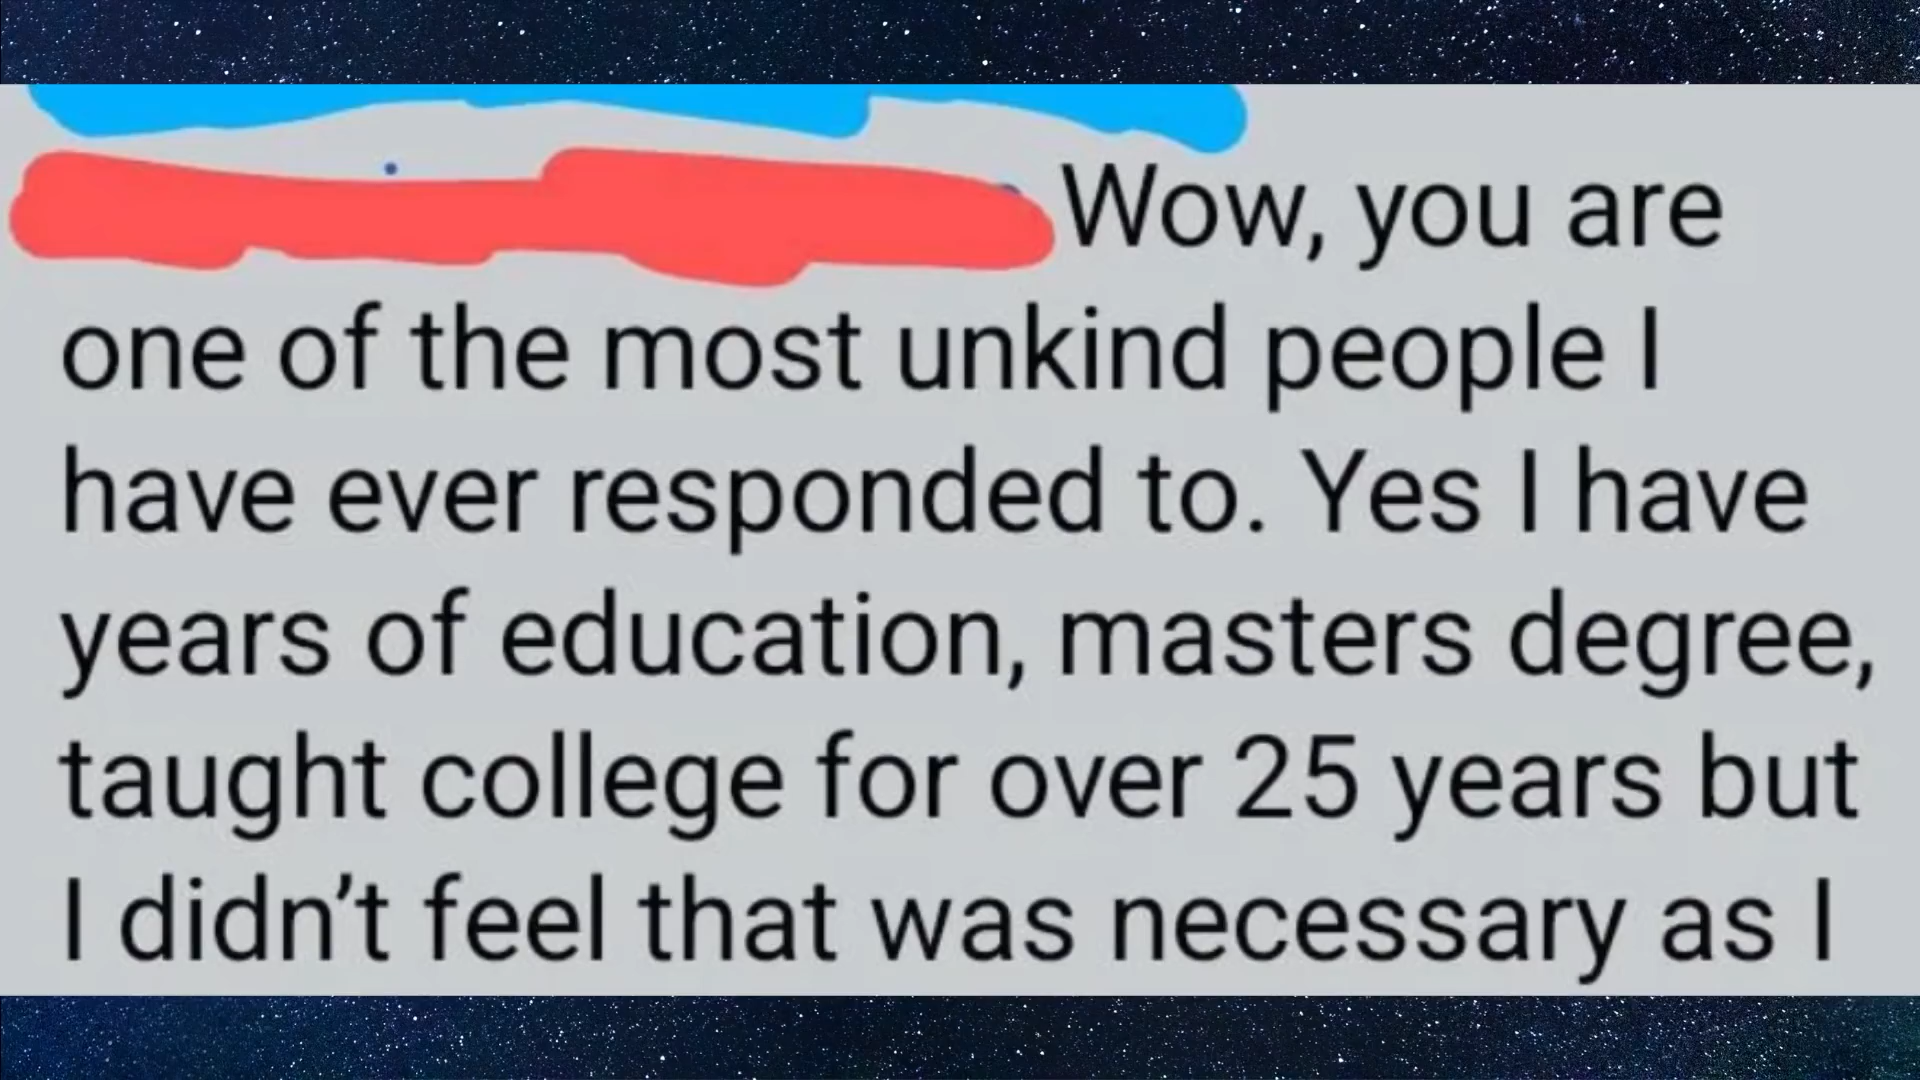 Wow, you are
one of the most unkind people I
have ever responded to. Yes I have
years of education, masters degree,
taught college for over 25 years but
I didn’t feel that was necessary as I